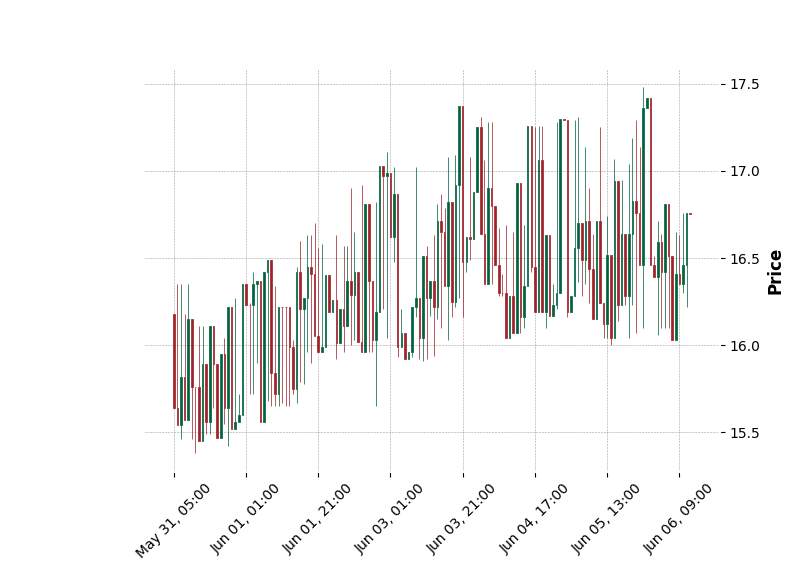 17.5
17.0
16.5
16.0
15.5
Price
May 31, 05:00
Jun 01, 01:00
Jun 01, 21:00
Jun 03, 01:00
Jun 03, 21:00
Jun 04, 17:00
Jun 05, 13:00
Jun 06, 09:00